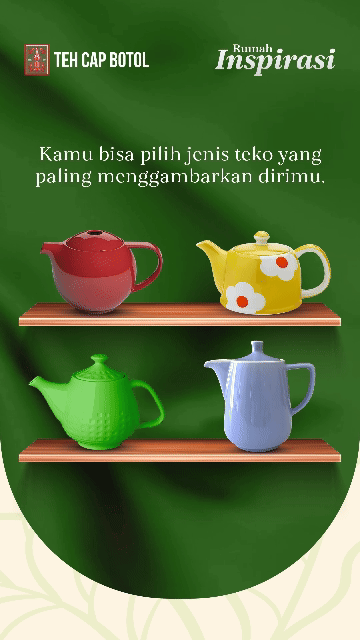 TEH CAP BOTOL
Rumah
Inspirasi
Kamu bisa pilih jenis teko yang
paling menggambarkan dirimu.